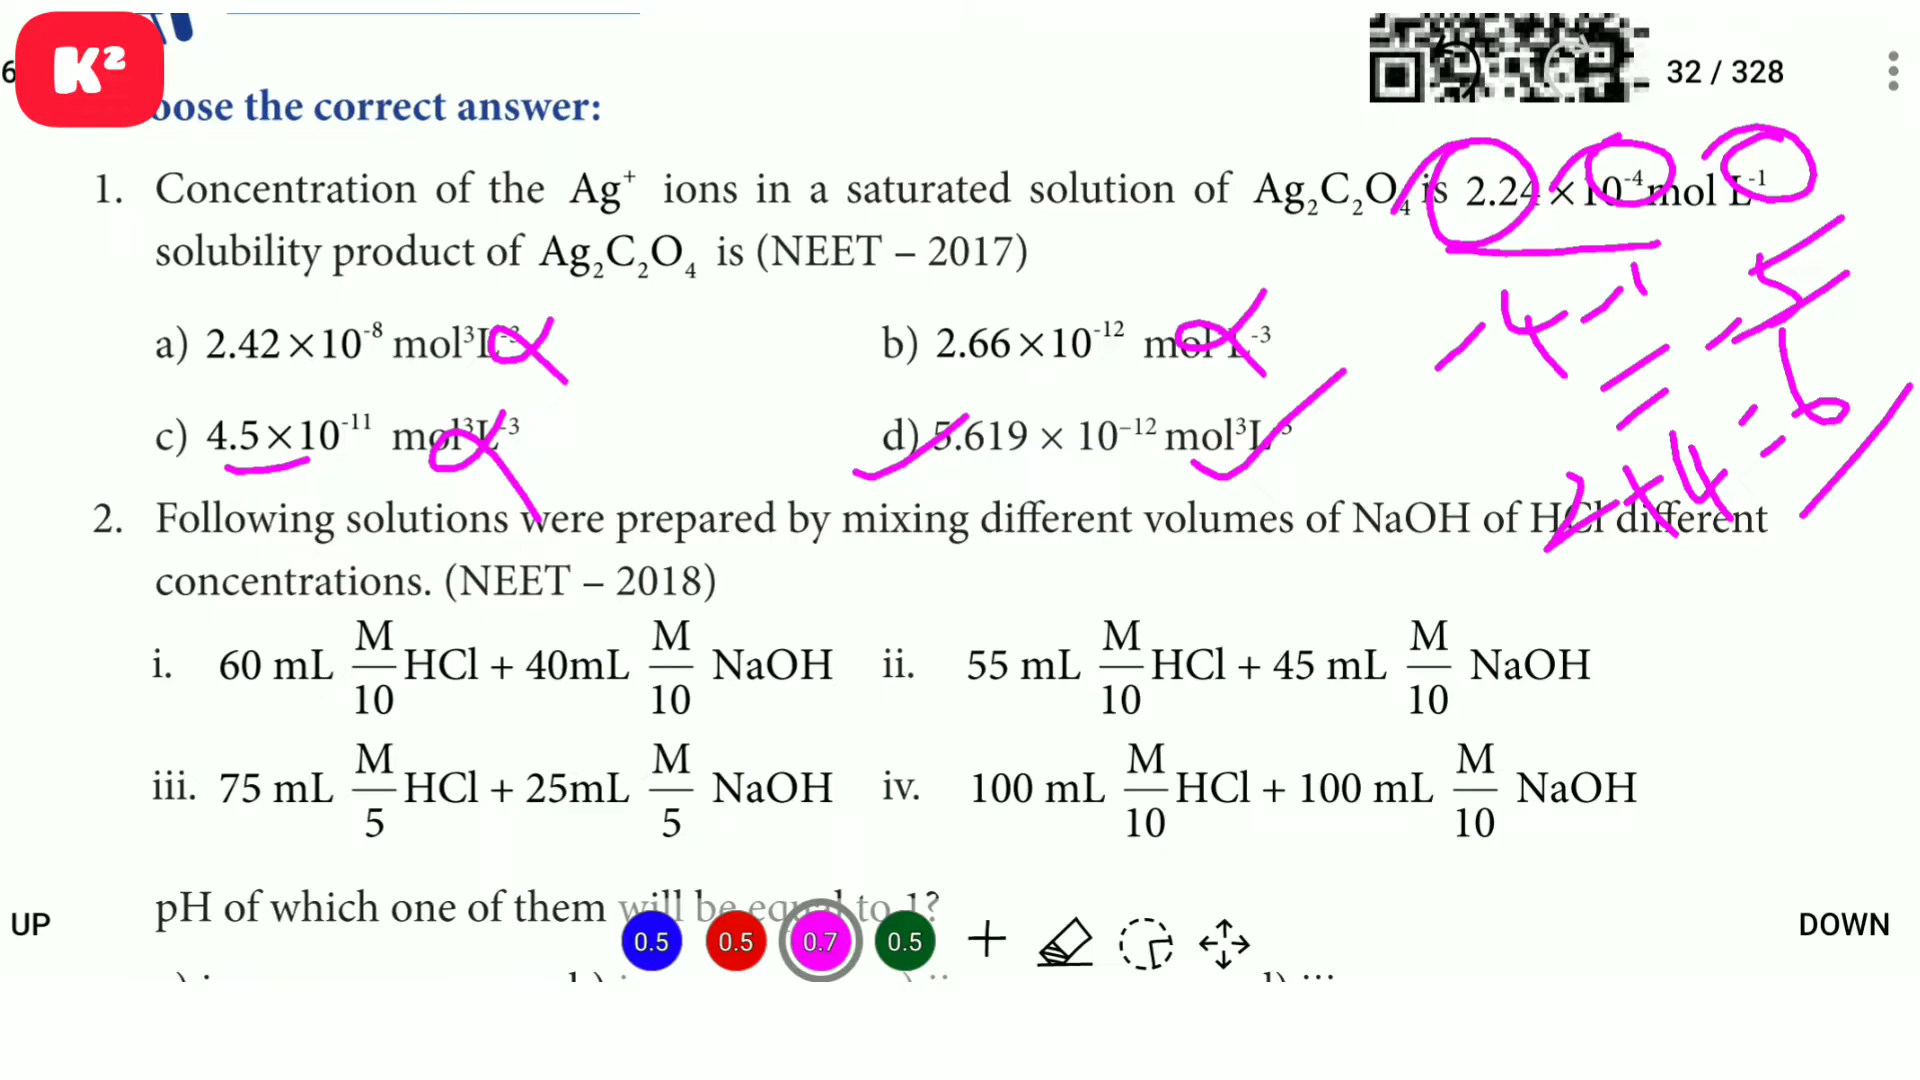 K²
32 / 328
oose the correct answer:
1. Concentration of the Ag⁺ ions in a saturated solution of Ag₂C₂O₄ is 2.24 × 10⁻⁴ mol L⁻¹
solubility product of Ag₂C₂O₄ is (NEET – 2017)
a) 2.42 × 10⁻⁸ mol³L⁻³ b) 2.66 × 10⁻¹² mol L⁻³
c) 4.5 × 10⁻¹¹ mol³L⁻³ d) 5.619 × 10⁻¹² mol³L⁻³
- 4 - 1
= - 5
2 × 4
2. Following solutions were prepared by mixing different volumes of NaOH of HCl different
concentrations. (NEET – 2018)
i. 60 mL M/10 HCl + 40mL M/10 NaOH ii. 55 mL M/10 HCl + 45 mL M/10 NaOH
iii. 75 mL M/5 HCl + 25mL M/5 NaOH iv. 100 mL M/10 HCl + 100 mL M/10 NaOH
pH of which one of them will be equal to 1?
UP
0.5 0.5 0.7 0.5
DOWN